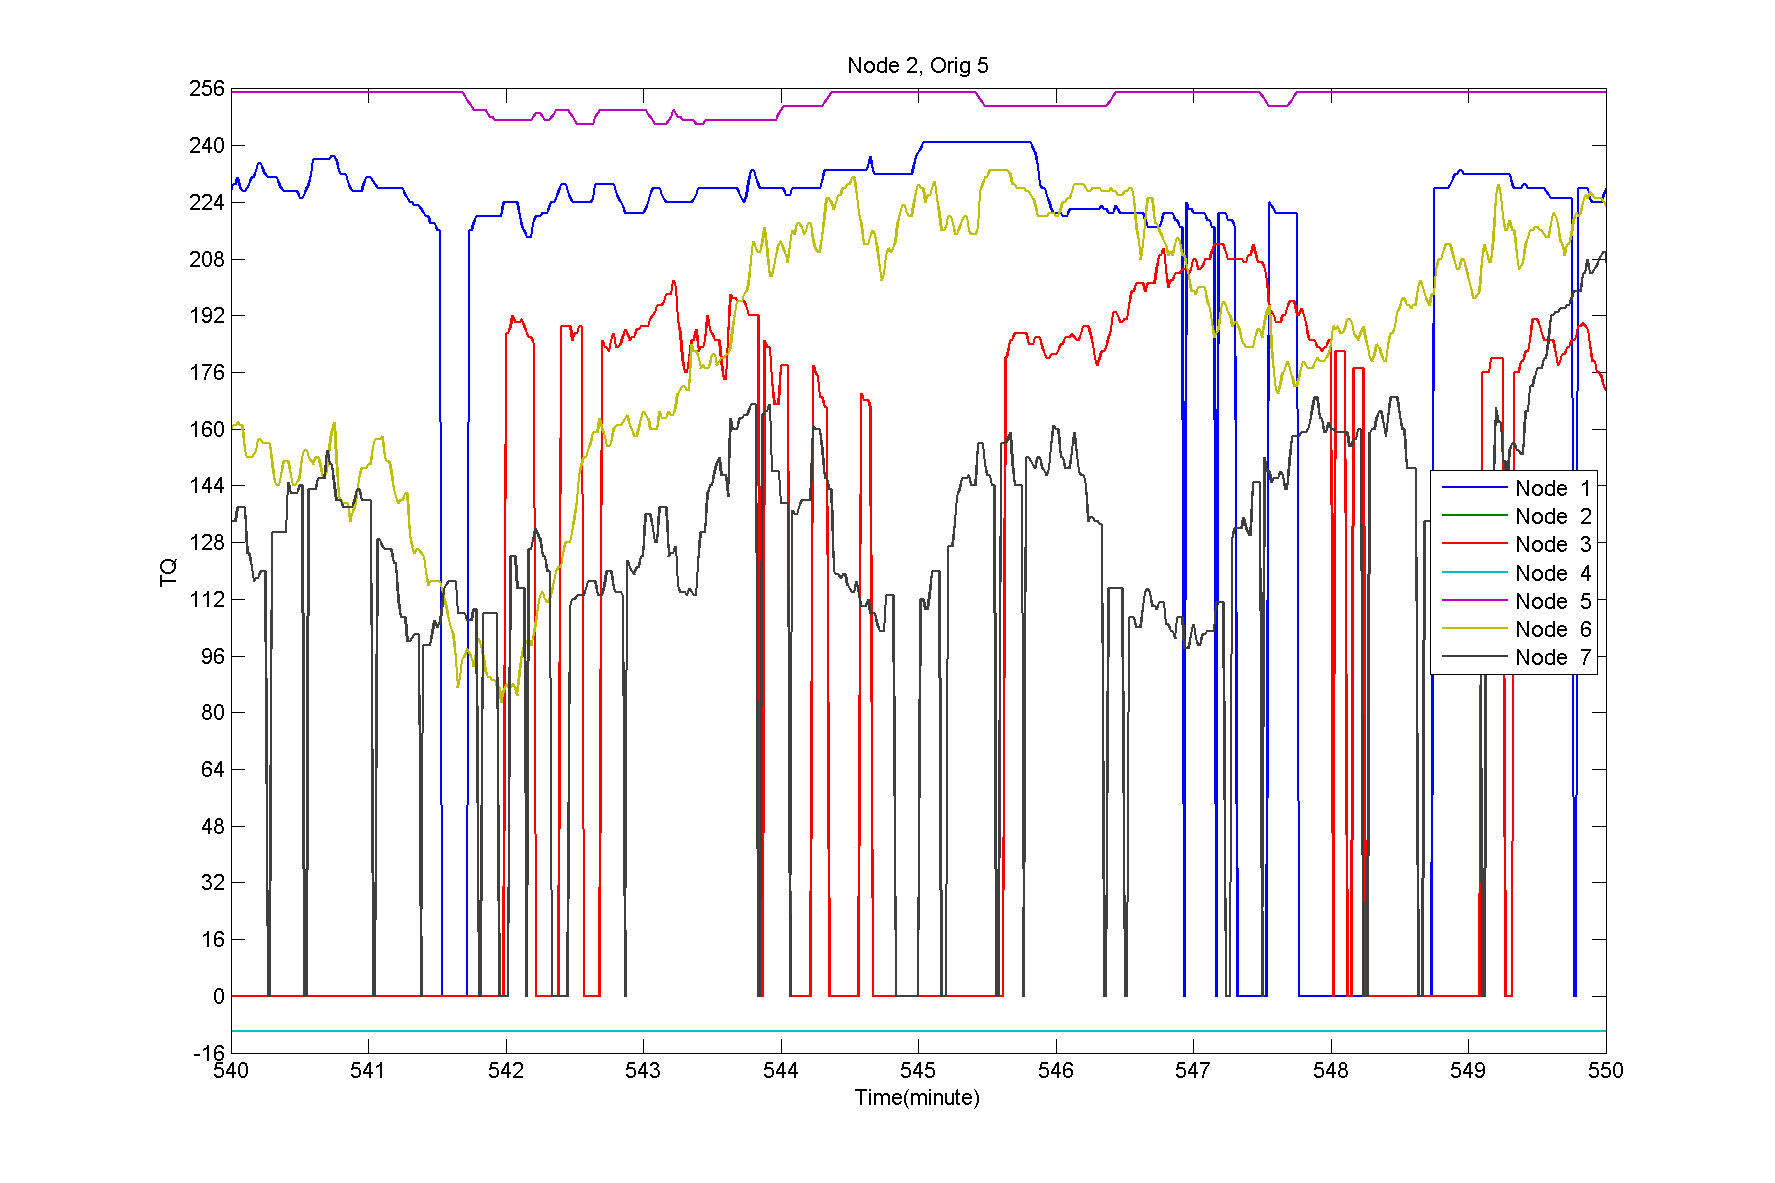 Node 2, Orig 5
256
240
224
208
192
176
160
144
128
112
96
80
64
48
32
16
0
-16
TQ
540 541 542 543 544 545 546 547 548 549 550
Time(minute)
Node 1
Node 2
Node 3
Node 4
Node 5
Node 6
Node 7